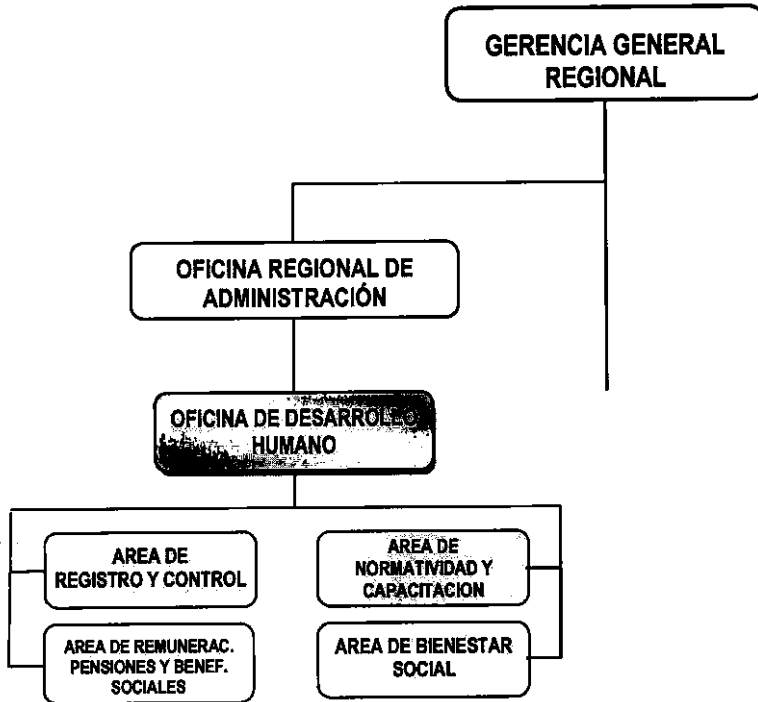 GERENCIA GENERAL
REGIONAL
OFICINA REGIONAL DE
ADMINISTRACIÓN
OFICINA DE DESARROLLO
HUMANO
AREA DE
REGISTRO Y CONTROL
AREA DE
NORMATIVIDAD Y
CAPACITACION
AREA DE REMUNERAC.
PENSIONES Y BENEF.
SOCIALES
AREA DE BIENESTAR
SOCIAL